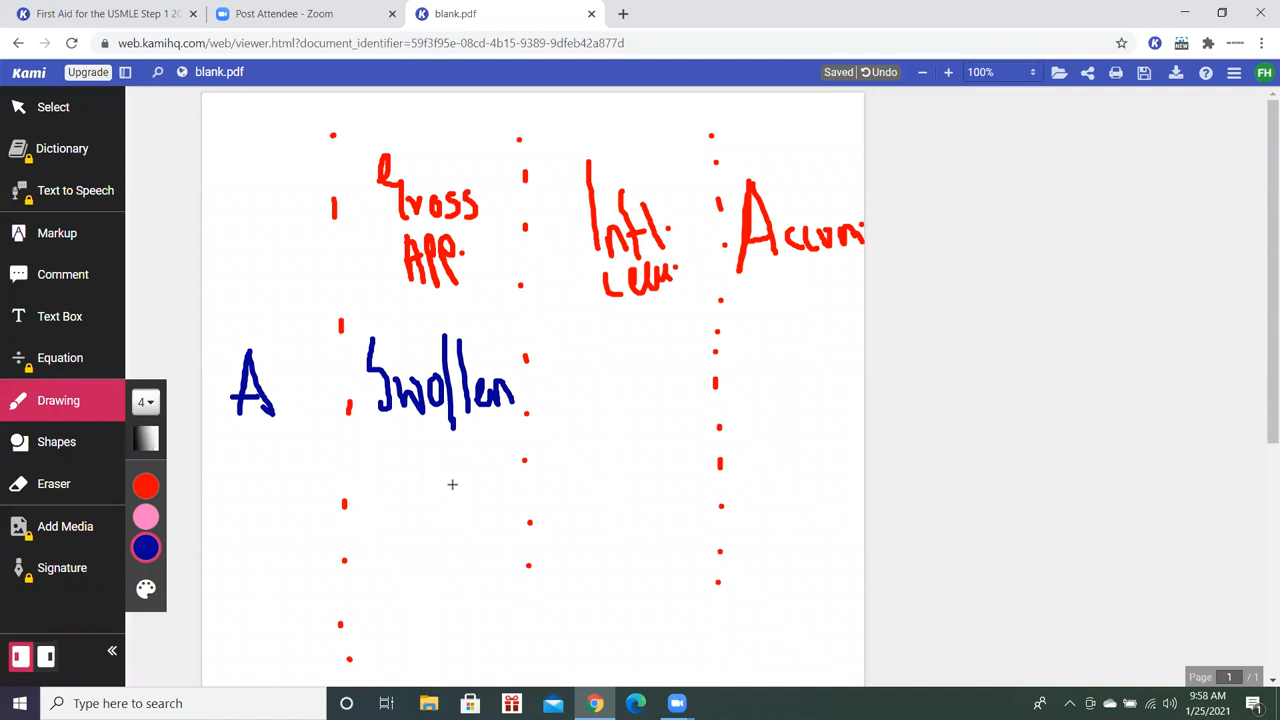 First Aid for the USMLE Step 1 20
Post Attendee - Zoom
blank.pdf
web.kamihq.com/web/viewer.html?document_identifier=59f3f95e-08cd-4b15-9389-9dfeb42a877d
Kami
Upgrade
blank.pdf
Saved
Undo
100%
FH
Select
Dictionary
Text to Speech
Markup
Comment
Text Box
Equation
Drawing
Shapes
Eraser
Add Media
Signature
4
Gross
App.
Infl.
Accum
A
Swollen
Page 1 / 1
Type here to search
9:58 AM
1/25/2021